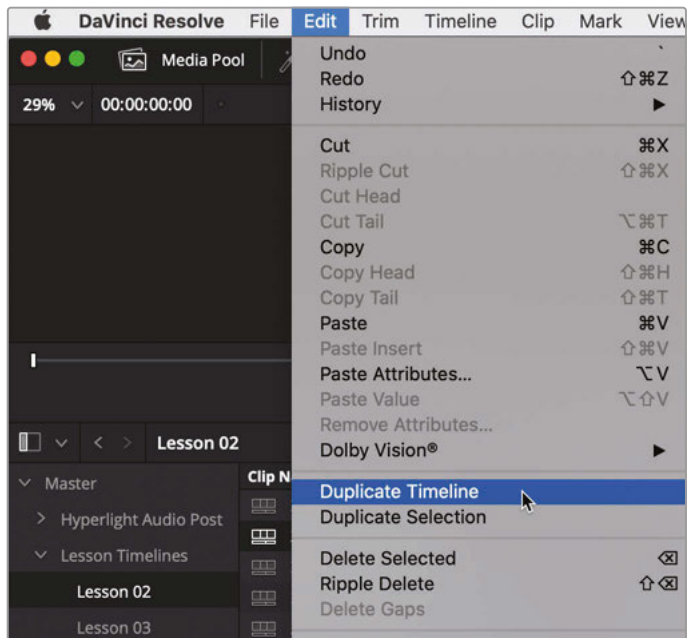 DaVinci Resolve File Edit Trim Timeline Clip Mark View
Media Pool
29% 00:00:00:00
Undo `
Redo ⇧⌘Z
History ▶
Cut ⌘X
Ripple Cut ⇧⌘X
Cut Head
Cut Tail ⌥⌘T
Copy ⌘C
Copy Head ⇧⌘H
Copy Tail ⇧⌘T
Paste ⌘V
Paste Insert ⇧⌘V
Paste Attributes... ⌥V
Paste Value ⌥⇧V
Remove Attributes...
Dolby Vision® ▶
Duplicate Timeline
Duplicate Selection
Delete Selected ⌫
Ripple Delete ⇧⌫
Delete Gaps
< > Lesson 02
Master
Clip N
Hyperlight Audio Post
Lesson Timelines
Lesson 02
Lesson 03